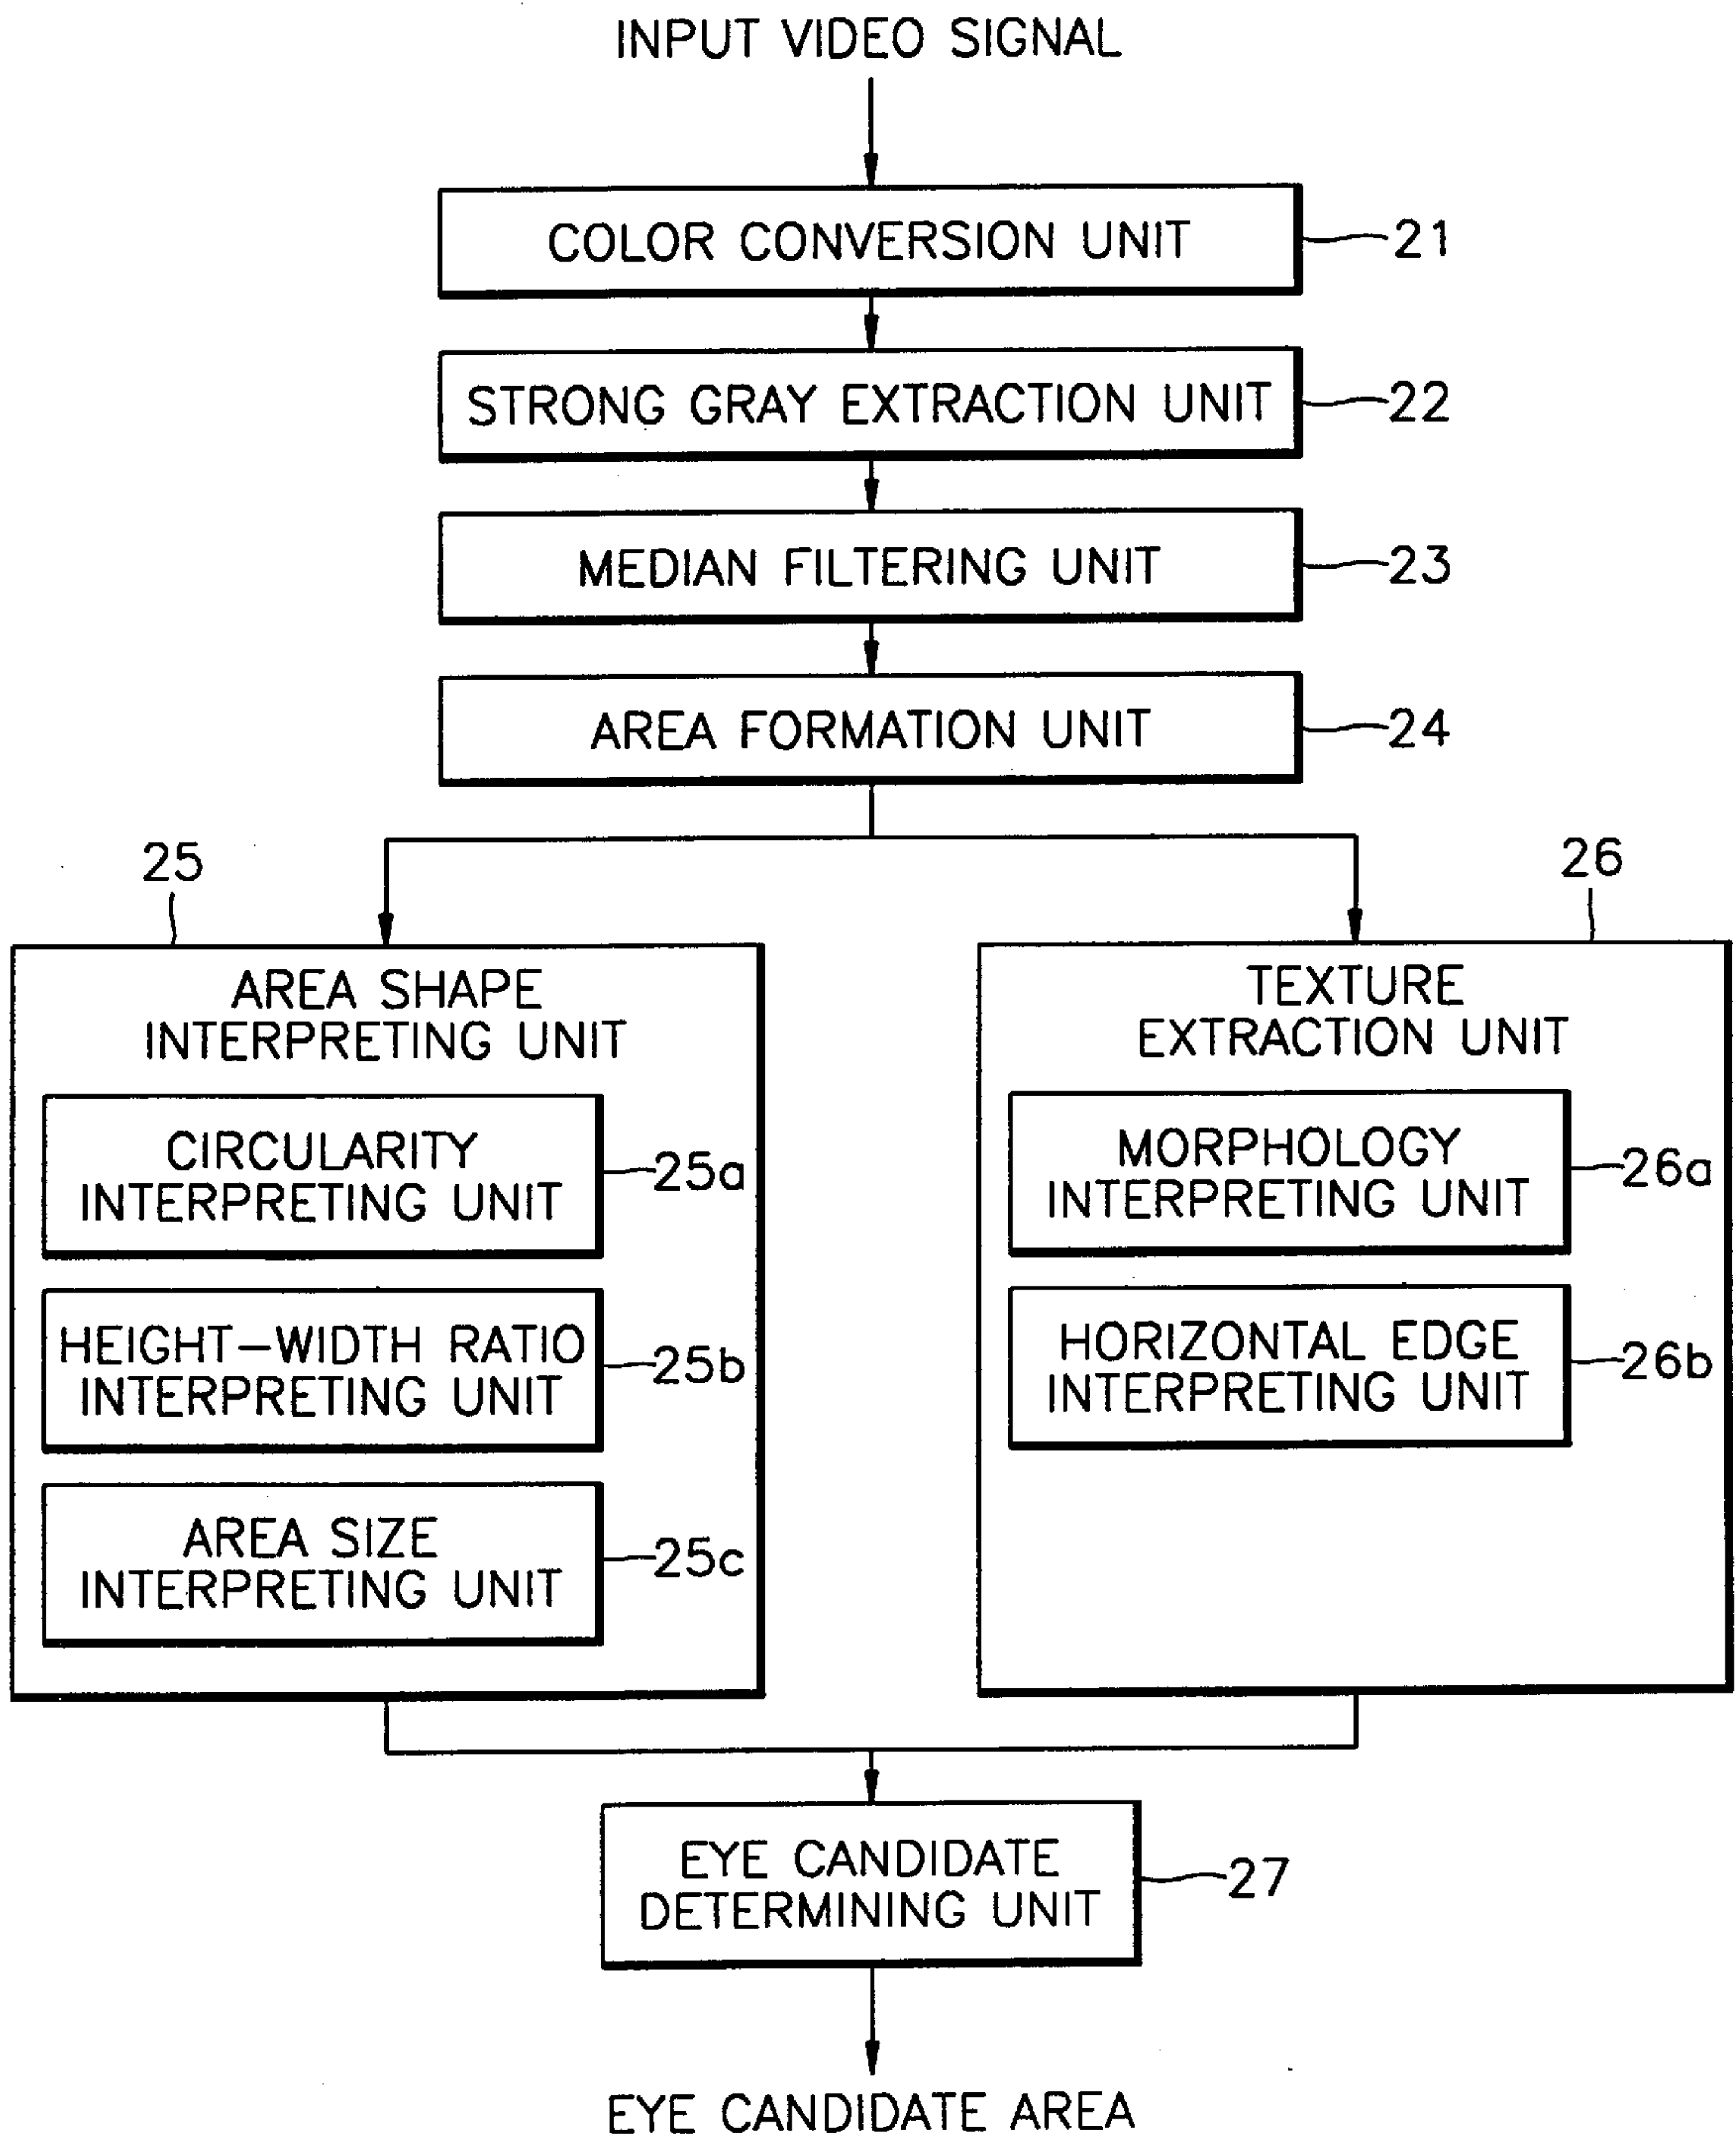 INPUT VIDEO SIGNAL
COLOR CONVERSION UNIT
21
STRONG GRAY EXTRACTION UNIT
22
MEDIAN FILTERING UNIT
23
AREA FORMATION UNIT
24
25
AREA SHAPE
INTERPRETING UNIT
CIRCULARITY
INTERPRETING UNIT
25a
HEIGHT-WIDTH RATIO
INTERPRETING UNIT
25b
AREA SIZE
INTERPRETING UNIT
25c
26
TEXTURE
EXTRACTION UNIT
MORPHOLOGY
INTERPRETING UNIT
26a
HORIZONTAL EDGE
INTERPRETING UNIT
26b
EYE CANDIDATE
DETERMINING UNIT
27
EYE CANDIDATE AREA